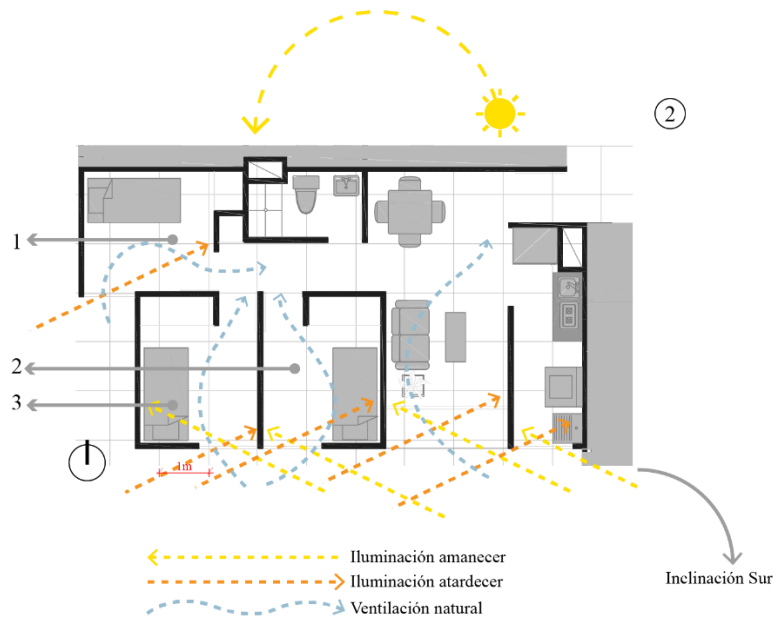 2
1
2
3
1m
Iluminación amanecer
Iluminación atardecer
Ventilación natural
Inclinación Sur